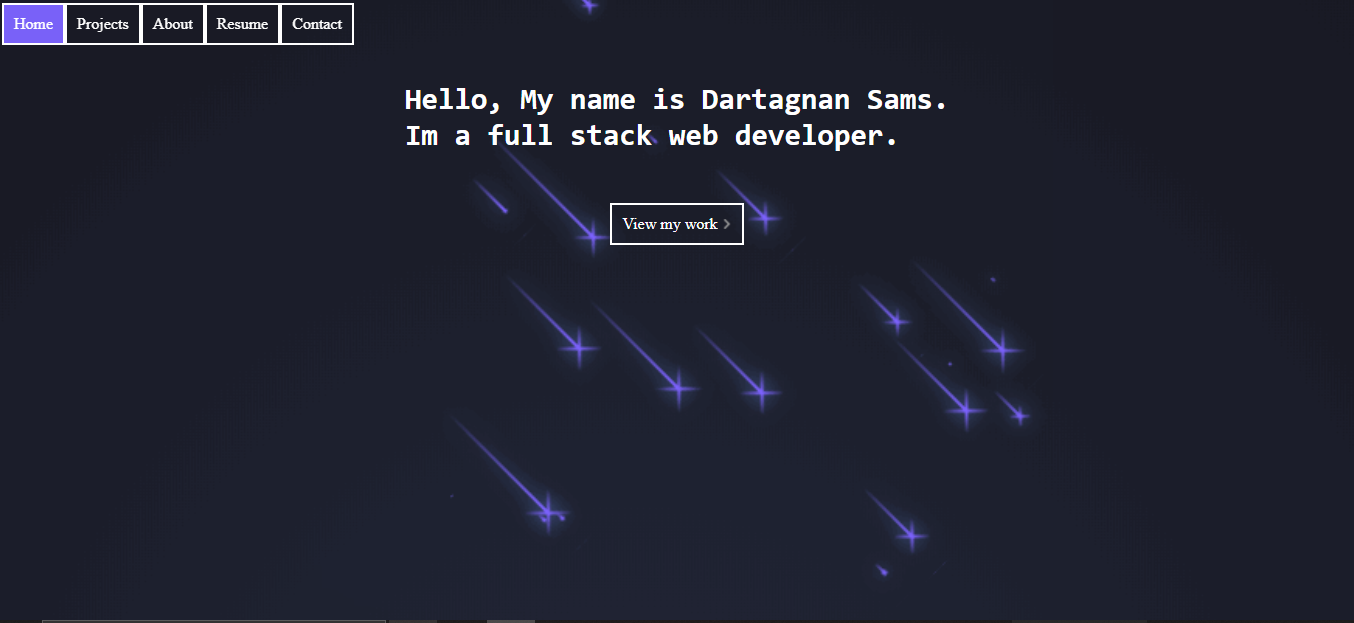 Home Projects About Resume Contact
Hello, My name is Dartagnan Sams.
Im a full stack web developer.
View my work >